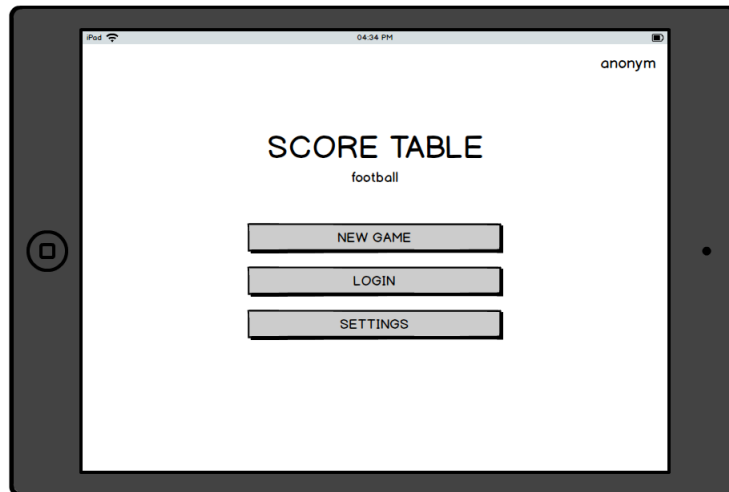 iPad 04:34 PM
anonym
SCORE TABLE
football
NEW GAME
LOGIN
SETTINGS